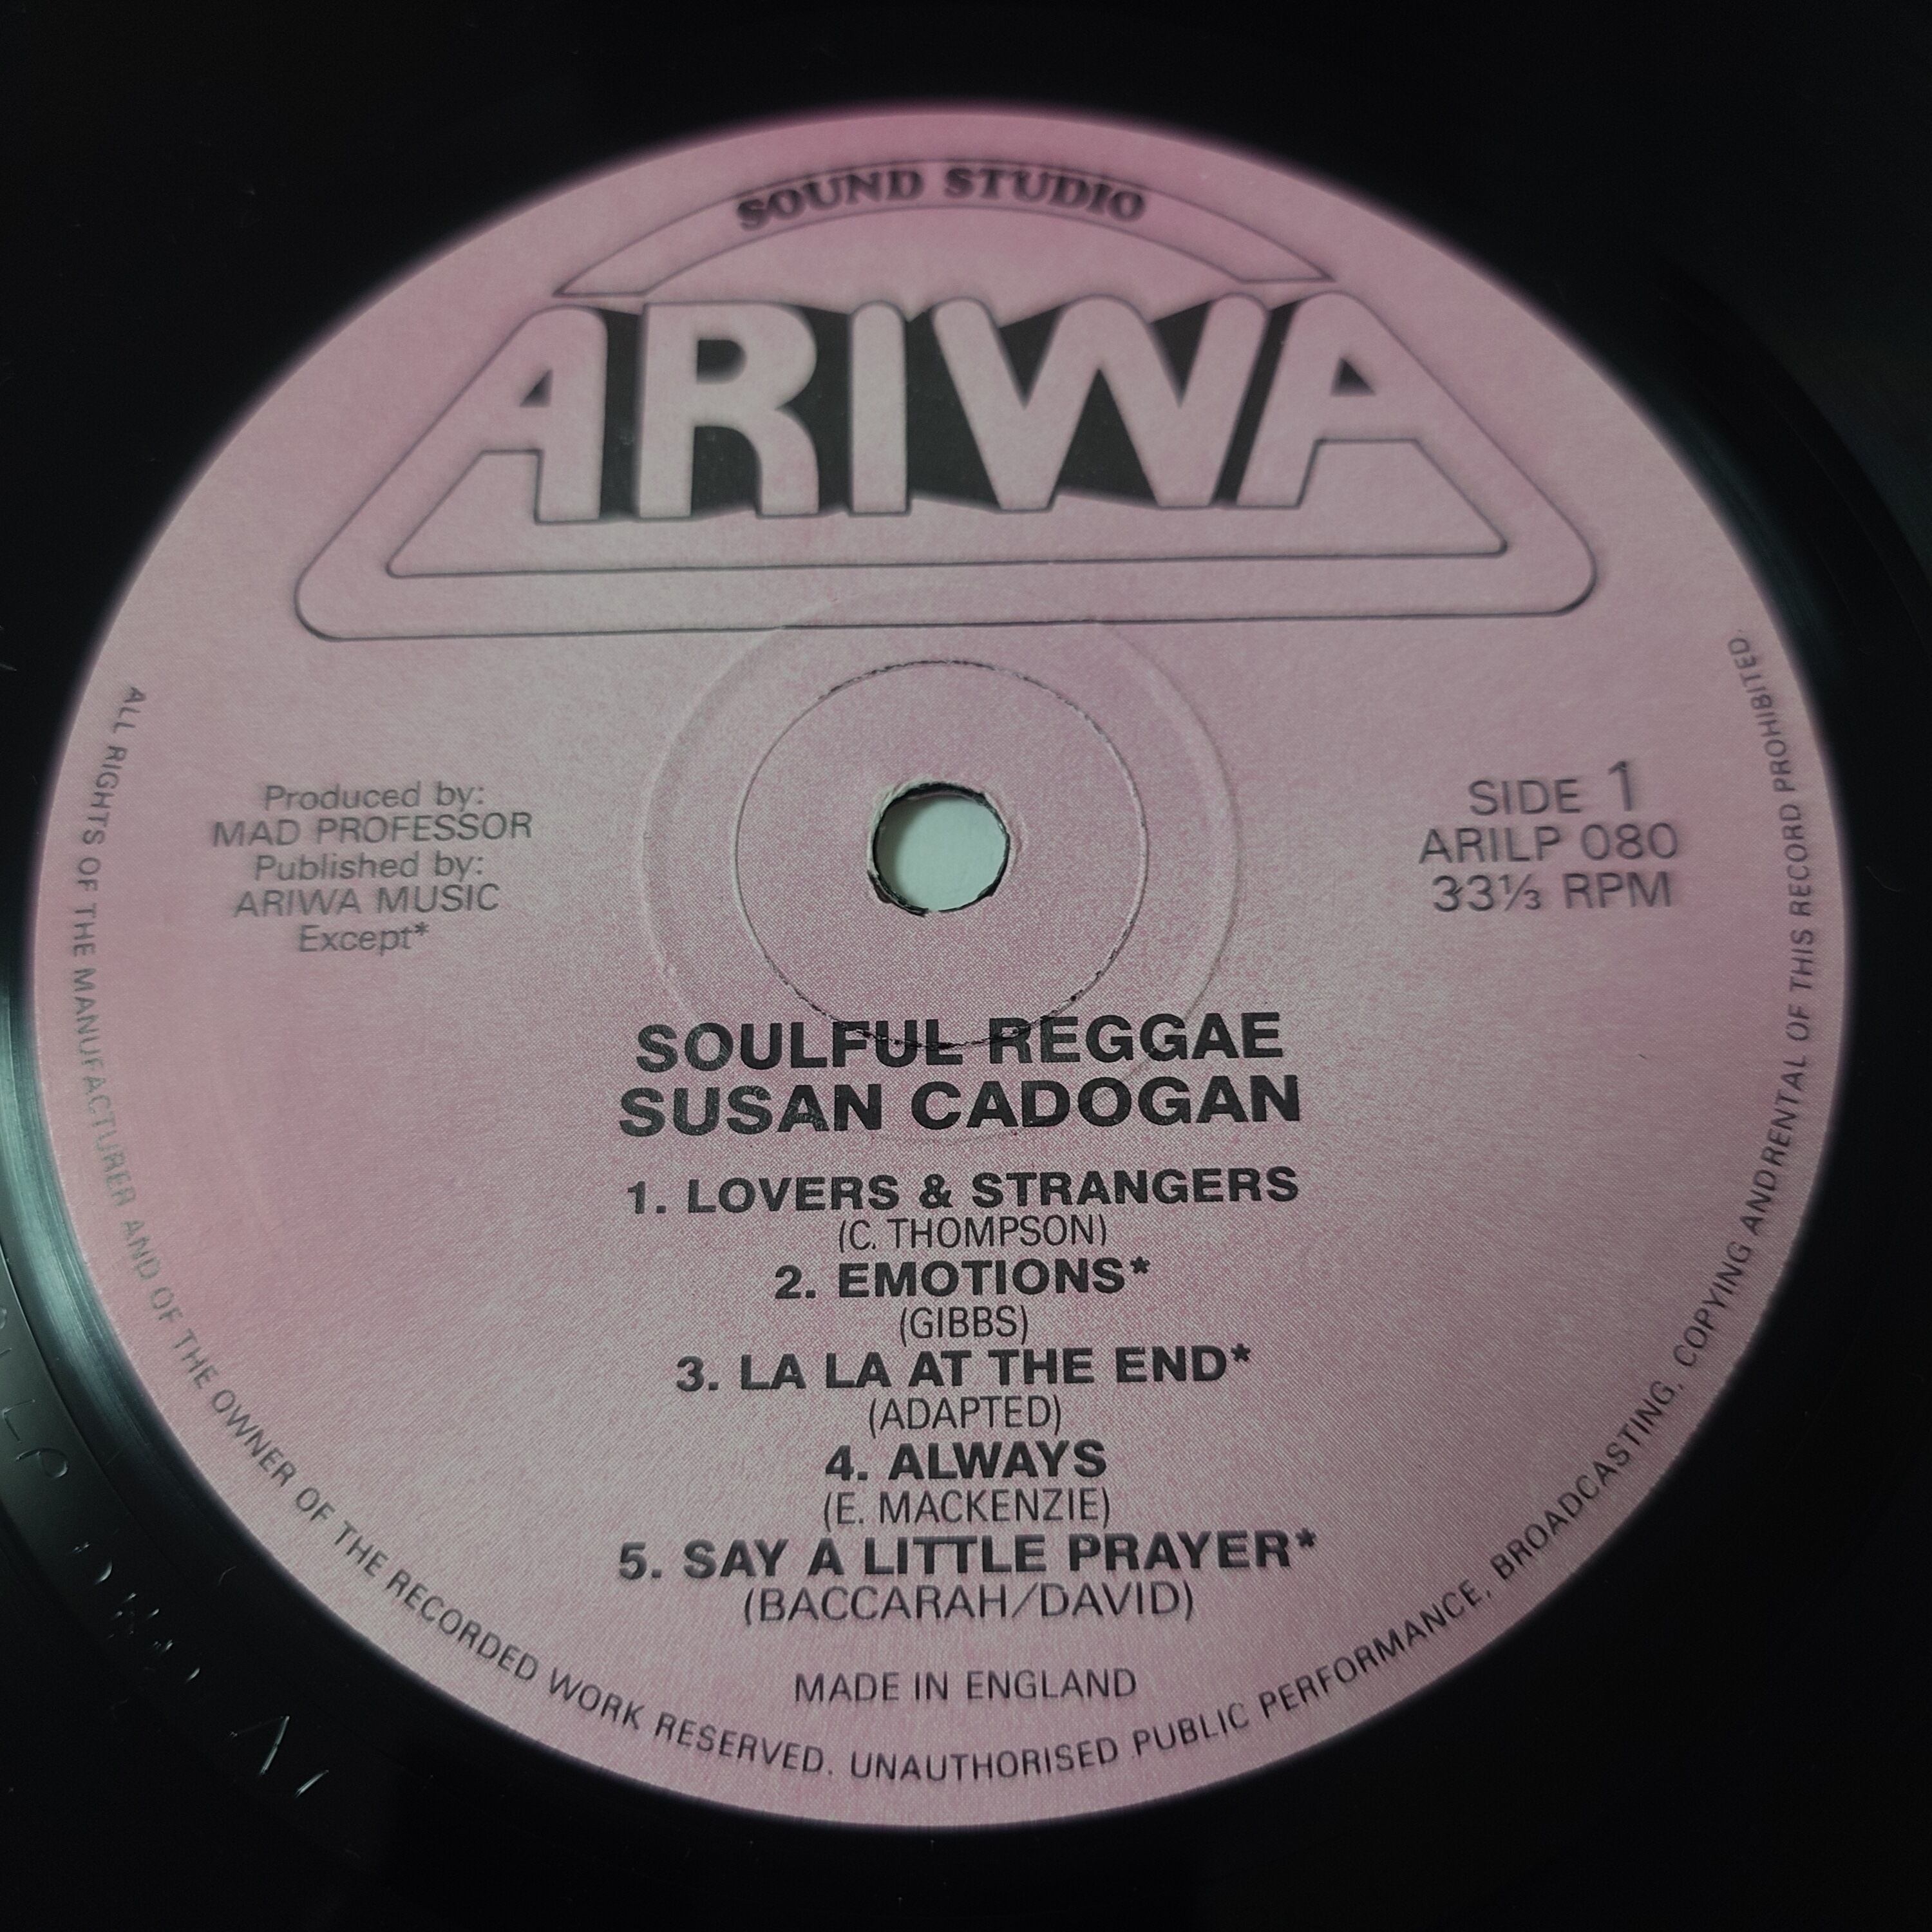 SOUND STUDIO
ARIWA
Produced by:
MAD PROFESSOR
Published by:
ARIWA MUSIC
Except*
SIDE 1
ARILP 080
33⅓ RPM
SOULFUL REGGAE
SUSAN CADOGAN
1. LOVERS & STRANGERS
(C. THOMPSON)
2. EMOTIONS*
(GIBBS)
3. LA LA AT THE END*
(ADAPTED)
4. ALWAYS
(E. MACKENZIE)
5. SAY A LITTLE PRAYER*
(BACCARAH/DAVID)
MADE IN ENGLAND
ALL RIGHTS OF THE MANUFACTURER AND OF THE OWNER OF THE RECORDED WORK RESERVED. UNAUTHORISED PUBLIC PERFORMANCE, BROADCASTING, COPYING ANDRENTAL OF THIS RECORD PROHIBITED.